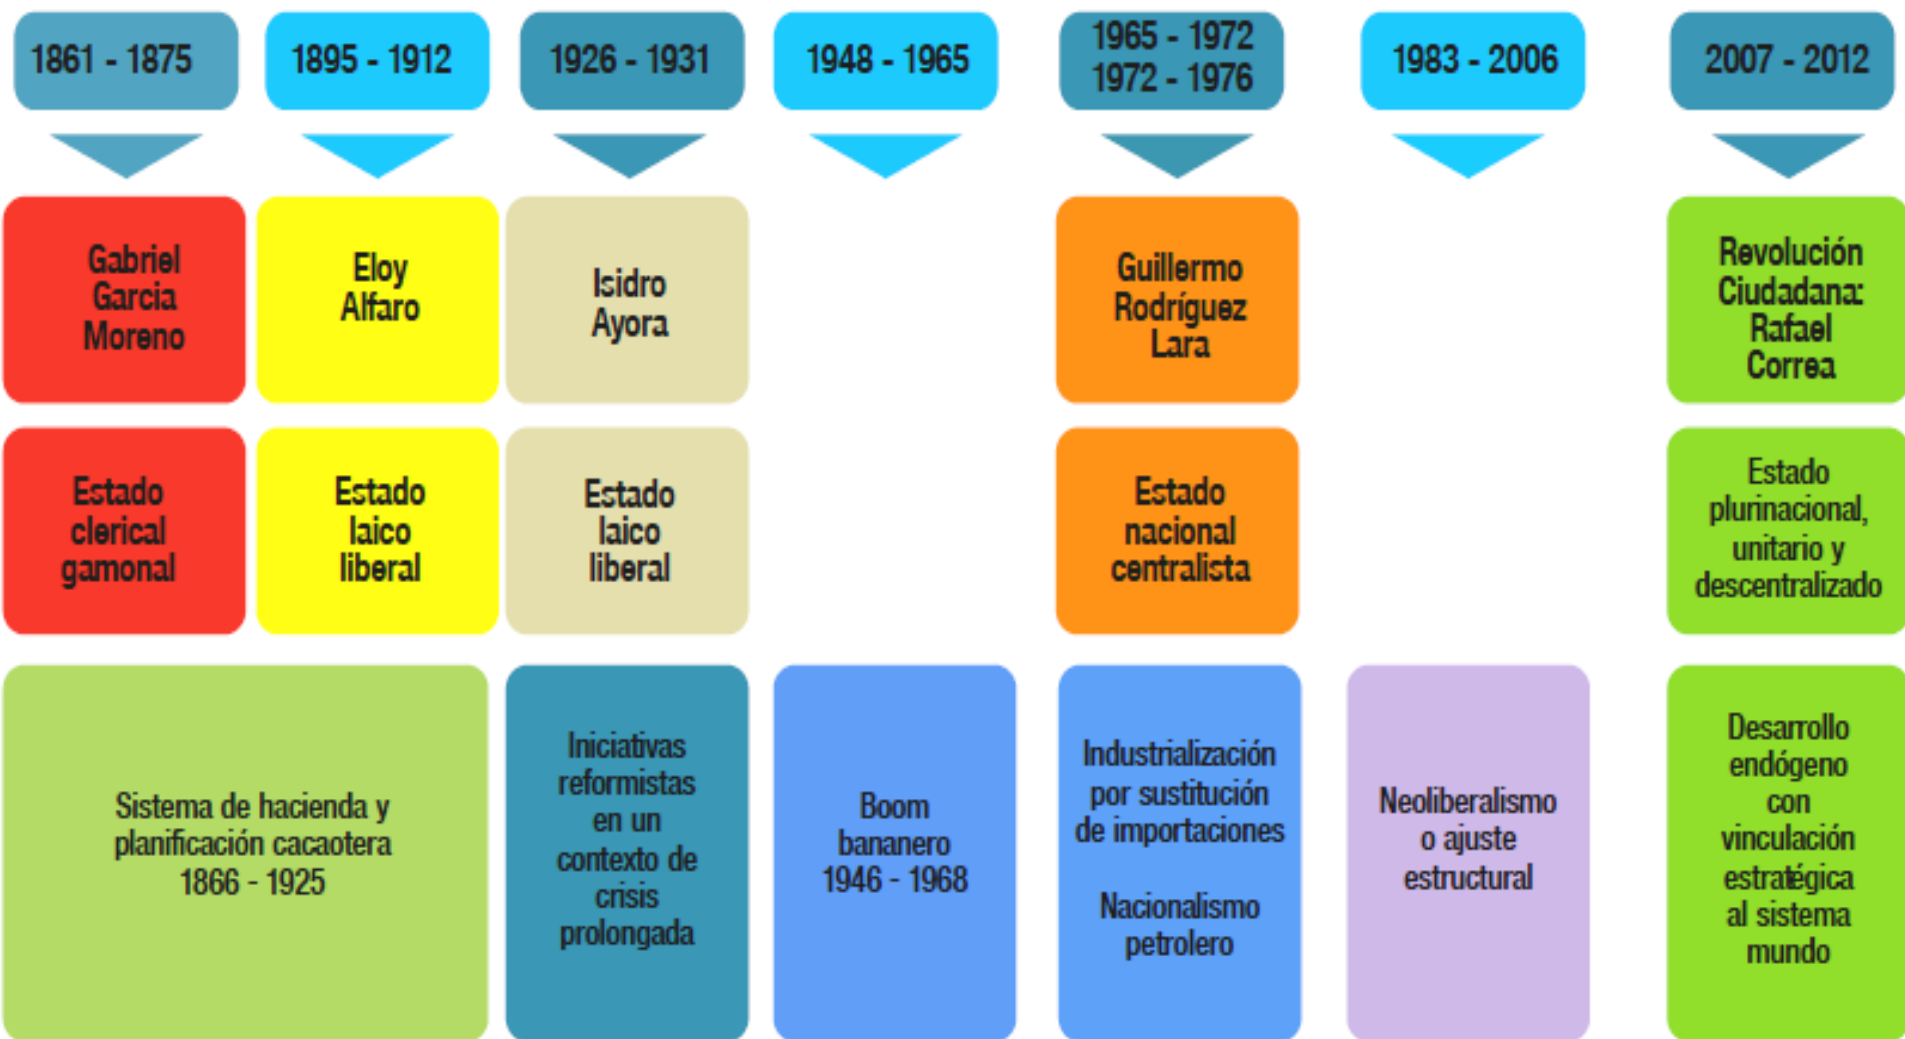 1861 - 1875
1895 - 1912
1926 - 1931
1948 - 1965
1965 - 1972
1972 - 1976
1983 - 2006
2007 - 2012
Gabriel
Garcia
Moreno
Eloy
Alfaro
Isidro
Ayora
Guillermo
Rodríguez
Lara
Revolución
Ciudadana:
Rafael
Correa
Estado
clerical
gamonal
Estado
laico
liberal
Estado
laico
liberal
Estado
nacional
centralista
Estado
plurinacional,
unitario y
descentralizado
Sistema de hacienda y
planificación cacaotera
1866 - 1925
Iniciativas
reformistas
en un
contexto de
crisis
prolongada
Boom
bananero
1946 - 1968
Industrialización
por sustitución
de importaciones
Nacionalismo
petrolero
Neoliberalismo
o ajuste
estructural
Desarrollo
endógeno
con
vinculación
estratégica
al sistema
mundo